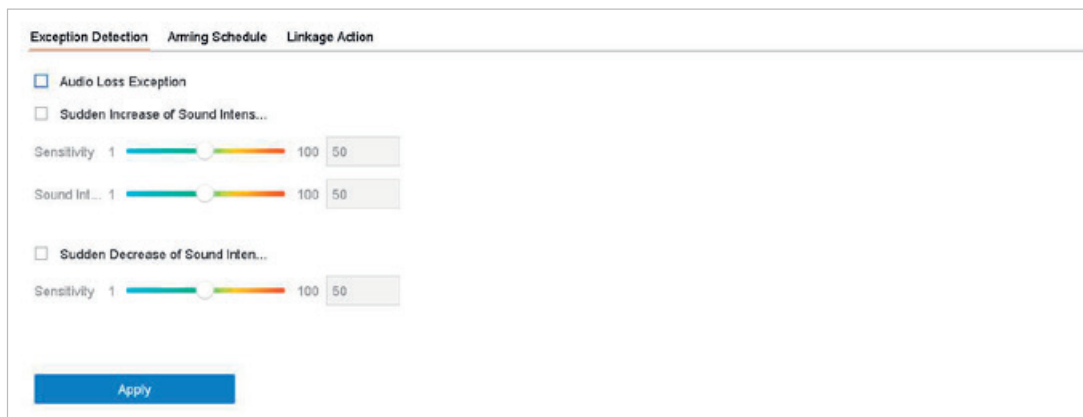 Exception Detection Arming Schedule Linkage Action
Audio Loss Exception
Sudden Increase of Sound Intens...
Sensitivity 1 100 50
Sound Int... 1 100 50
Sudden Decrease of Sound Inten...
Sensitivity 1 100 50
Apply